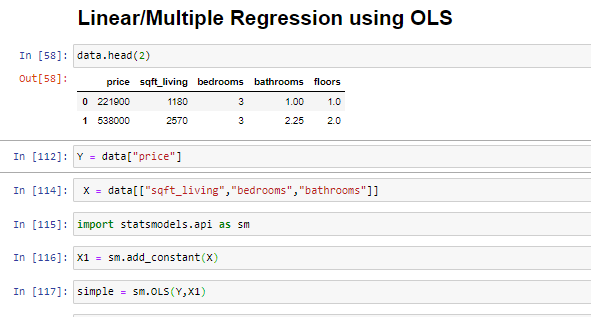 Linear/Multiple Regression using OLS
In [58]: data.head(2)
Out[58]:
price sqft_living bedrooms bathrooms floors
0 221900 1180 3 1.00 1.0
1 538000 2570 3 2.25 2.0
In [112]: Y = data["price"]
In [114]: X = data[["sqft_living","bedrooms","bathrooms"]]
In [115]: import statsmodels.api as sm
In [116]: X1 = sm.add_constant(X)
In [117]: simple = sm.OLS(Y,X1)